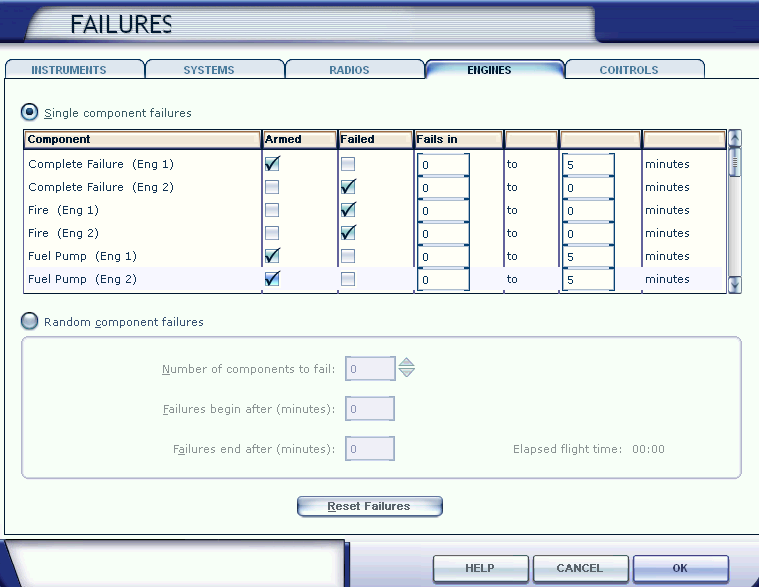 FAILURES
INSTRUMENTS SYSTEMS RADIOS ENGINES CONTROLS
Single component failures
Component Armed Failed Fails in
Complete Failure (Eng 1) 0 to 5 minutes
Complete Failure (Eng 2) 0 to 0 minutes
Fire (Eng 1) 0 to 0 minutes
Fire (Eng 2) 0 to 0 minutes
Fuel Pump (Eng 1) 0 to 5 minutes
Fuel Pump (Eng 2) 0 to 5 minutes
Random component failures
Number of components to fail: 0
Failures begin after (minutes): 0
Failures end after (minutes): 0 Elapsed flight time: 00:00
Reset Failures
HELP CANCEL OK